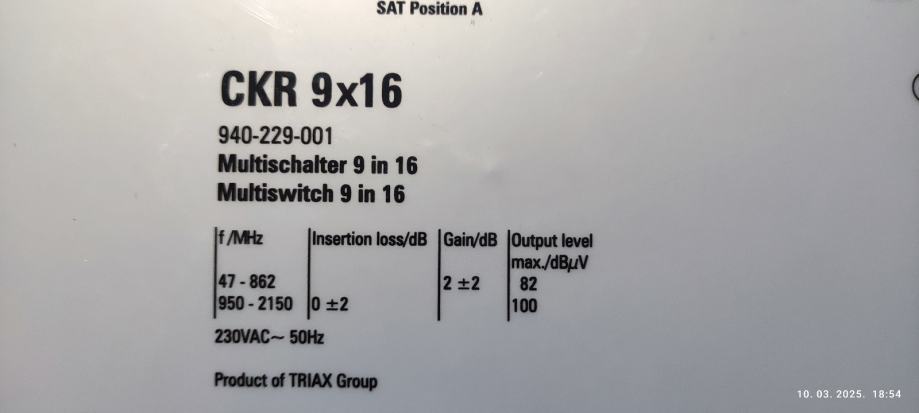 SAT Position A
CKR 9x16
940-229-001
Multischalter 9 in 16
Multiswitch 9 in 16
f /MHz Insertion loss/dB Gain/dB Output level
max./dBµV
47 - 862 2 ±2 82
950 - 2150 0 ±2 100
230VAC~ 50Hz
Product of TRIAX Group
10. 03. 2025. 18:54